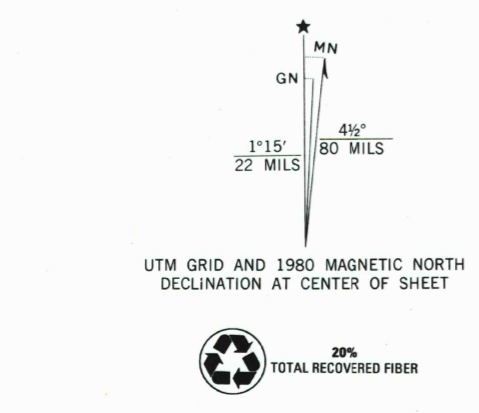 ★
MN
GN
1°15′
22 MILS
4½°
80 MILS
UTM GRID AND 1980 MAGNETIC NORTH
DECLINATION AT CENTER OF SHEET
20%
TOTAL RECOVERED FIBER